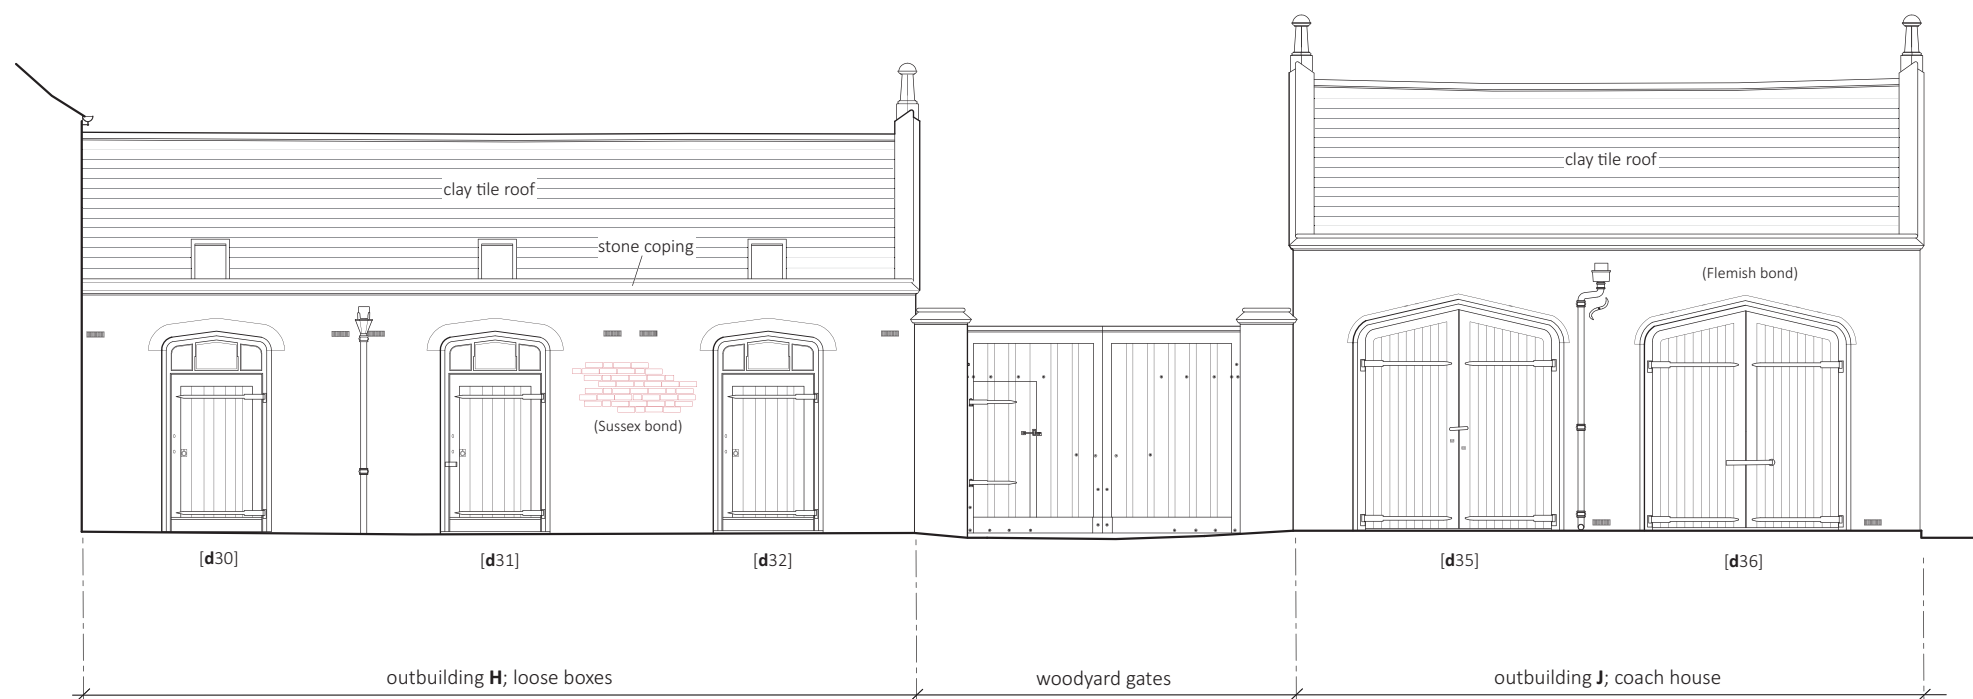 clay tile roof
clay tile roof
stone coping
(Flemish bond)
(Sussex bond)
[d30]
[d31]
[d32]
[d35]
[d36]
outbuilding H; loose boxes
woodyard gates
outbuilding J; coach house